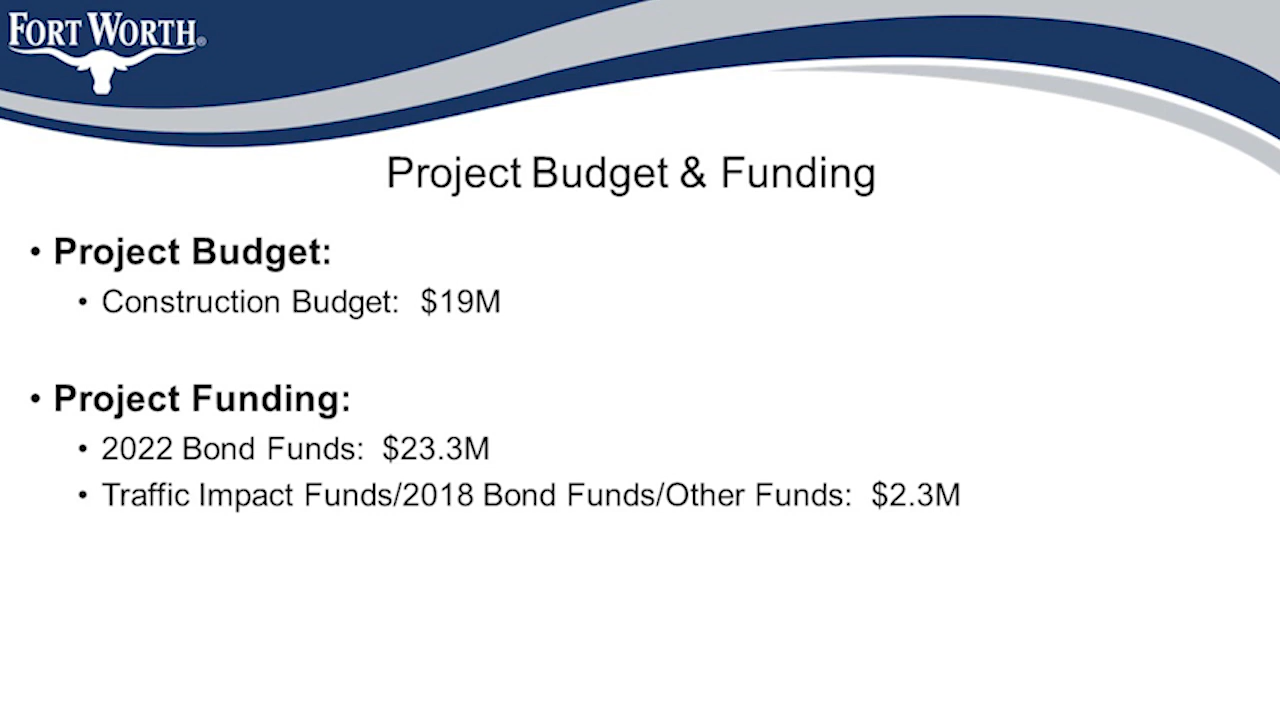 FORT WORTH®
Project Budget & Funding
• Project Budget:
• Construction Budget: $19M
• Project Funding:
• 2022 Bond Funds: $23.3M
• Traffic Impact Funds/2018 Bond Funds/Other Funds: $2.3M